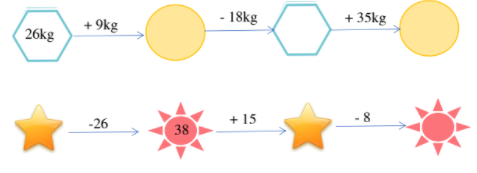 26kg + 9kg - 18kg + 35kg
-26 38 + 15 - 8